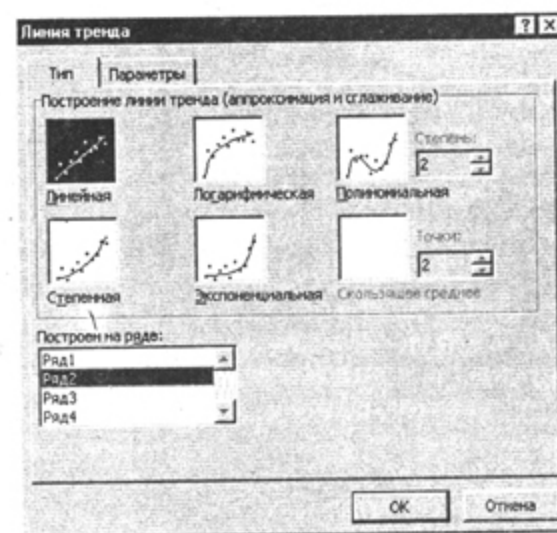 Линия тренда
Тип Параметры
Построение линии тренда (аппроксимация и сглаживание)
Линейная Логарифмическая Полиномиальная
Степень:
2
Степенная Экспоненциальная Скользящее среднее
Точки:
2
Построен на ряде:
Ряд1
Ряд2
Ряд3
Ряд4
ОК Отмена